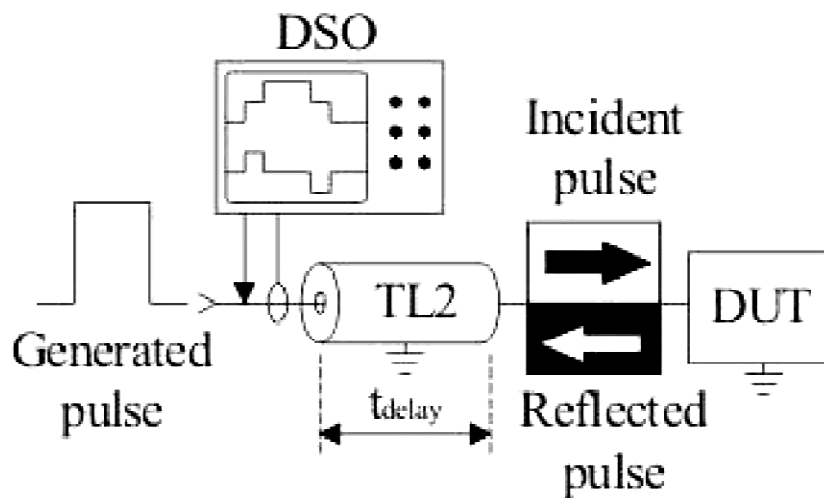 DSO
Incident
pulse
TL2
DUT
Generated
pulse
tdelay
Reflected
pulse